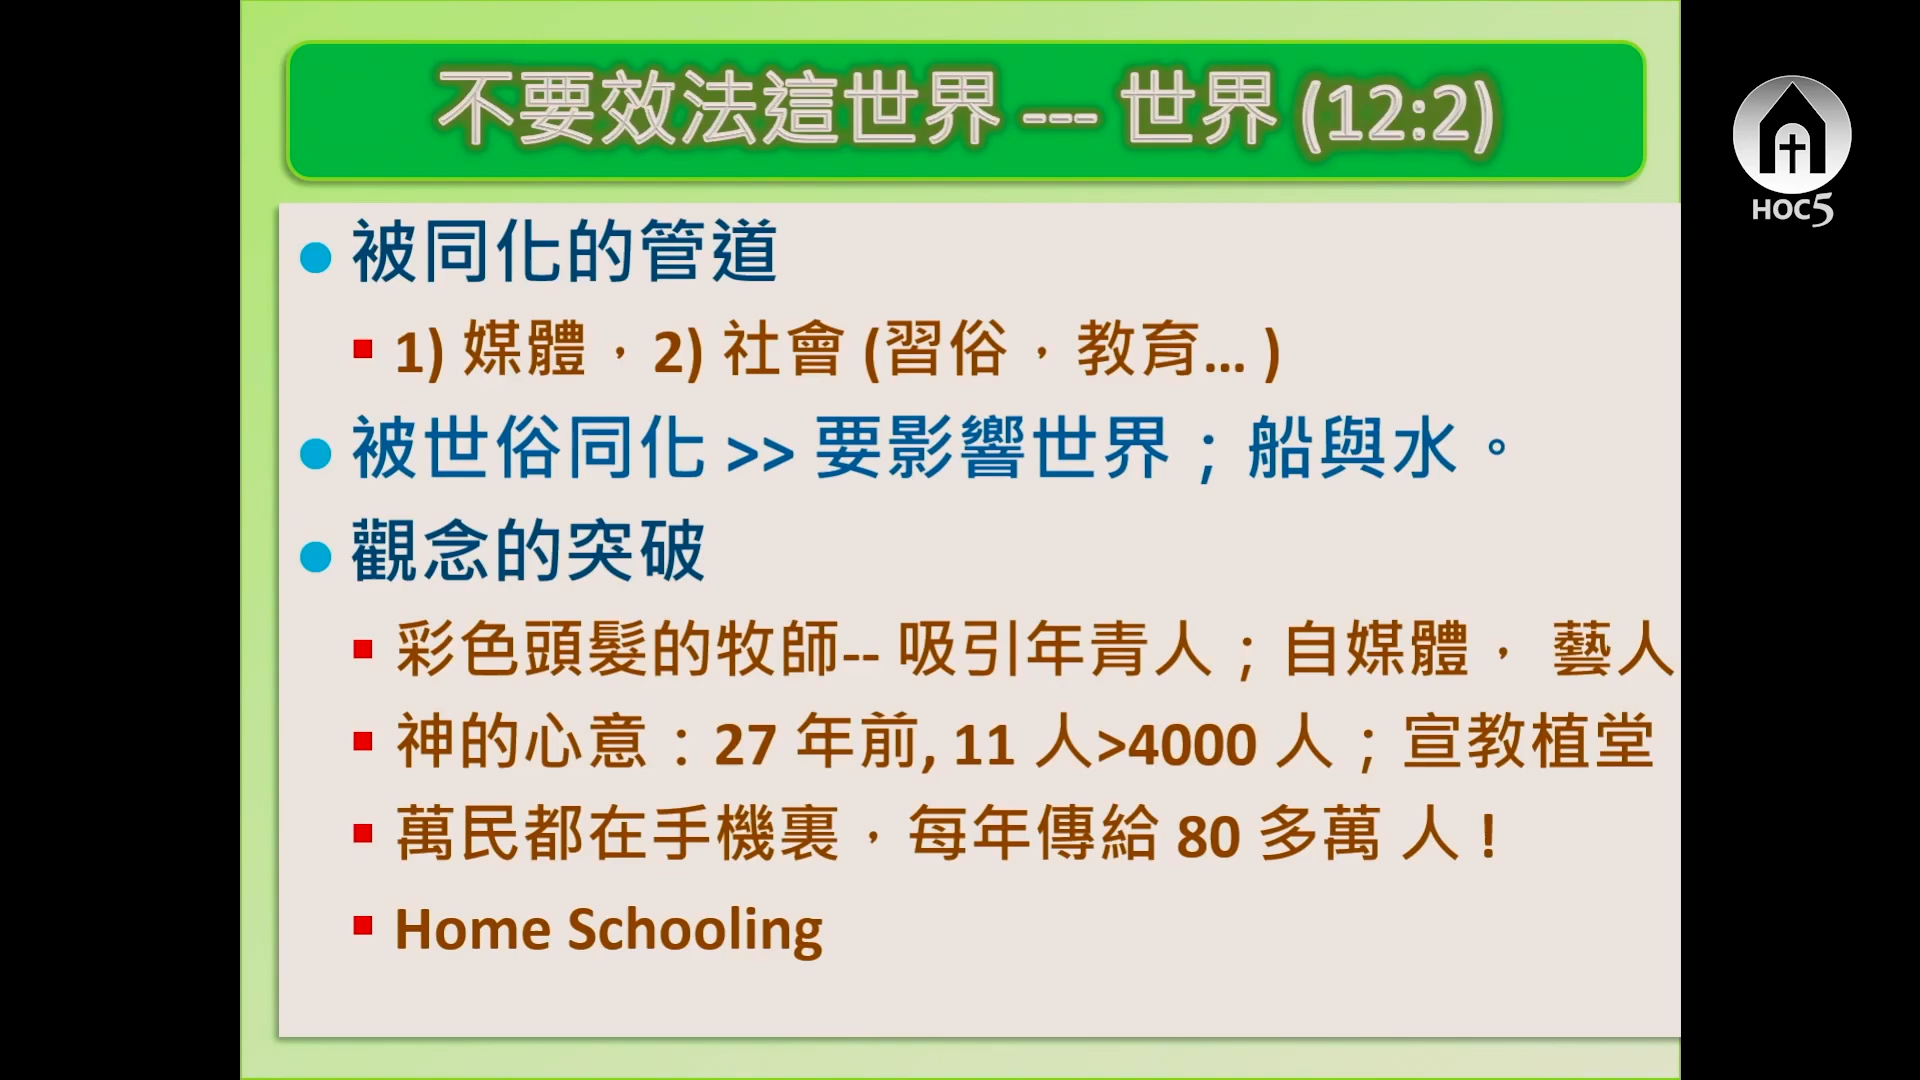 不要效法這世界 --- 世界 (12:2)
被同化的管道
1) 媒體，2) 社會 (習俗，教育... )
被世俗同化 >> 要影響世界；船與水。
觀念的突破
彩色頭髮的牧師-- 吸引年青人；自媒體， 藝人
神的心意：27 年前, 11 人>4000 人；宣教植堂
萬民都在手機裏，每年傳給 80 多萬 人！
Home Schooling
HOC5